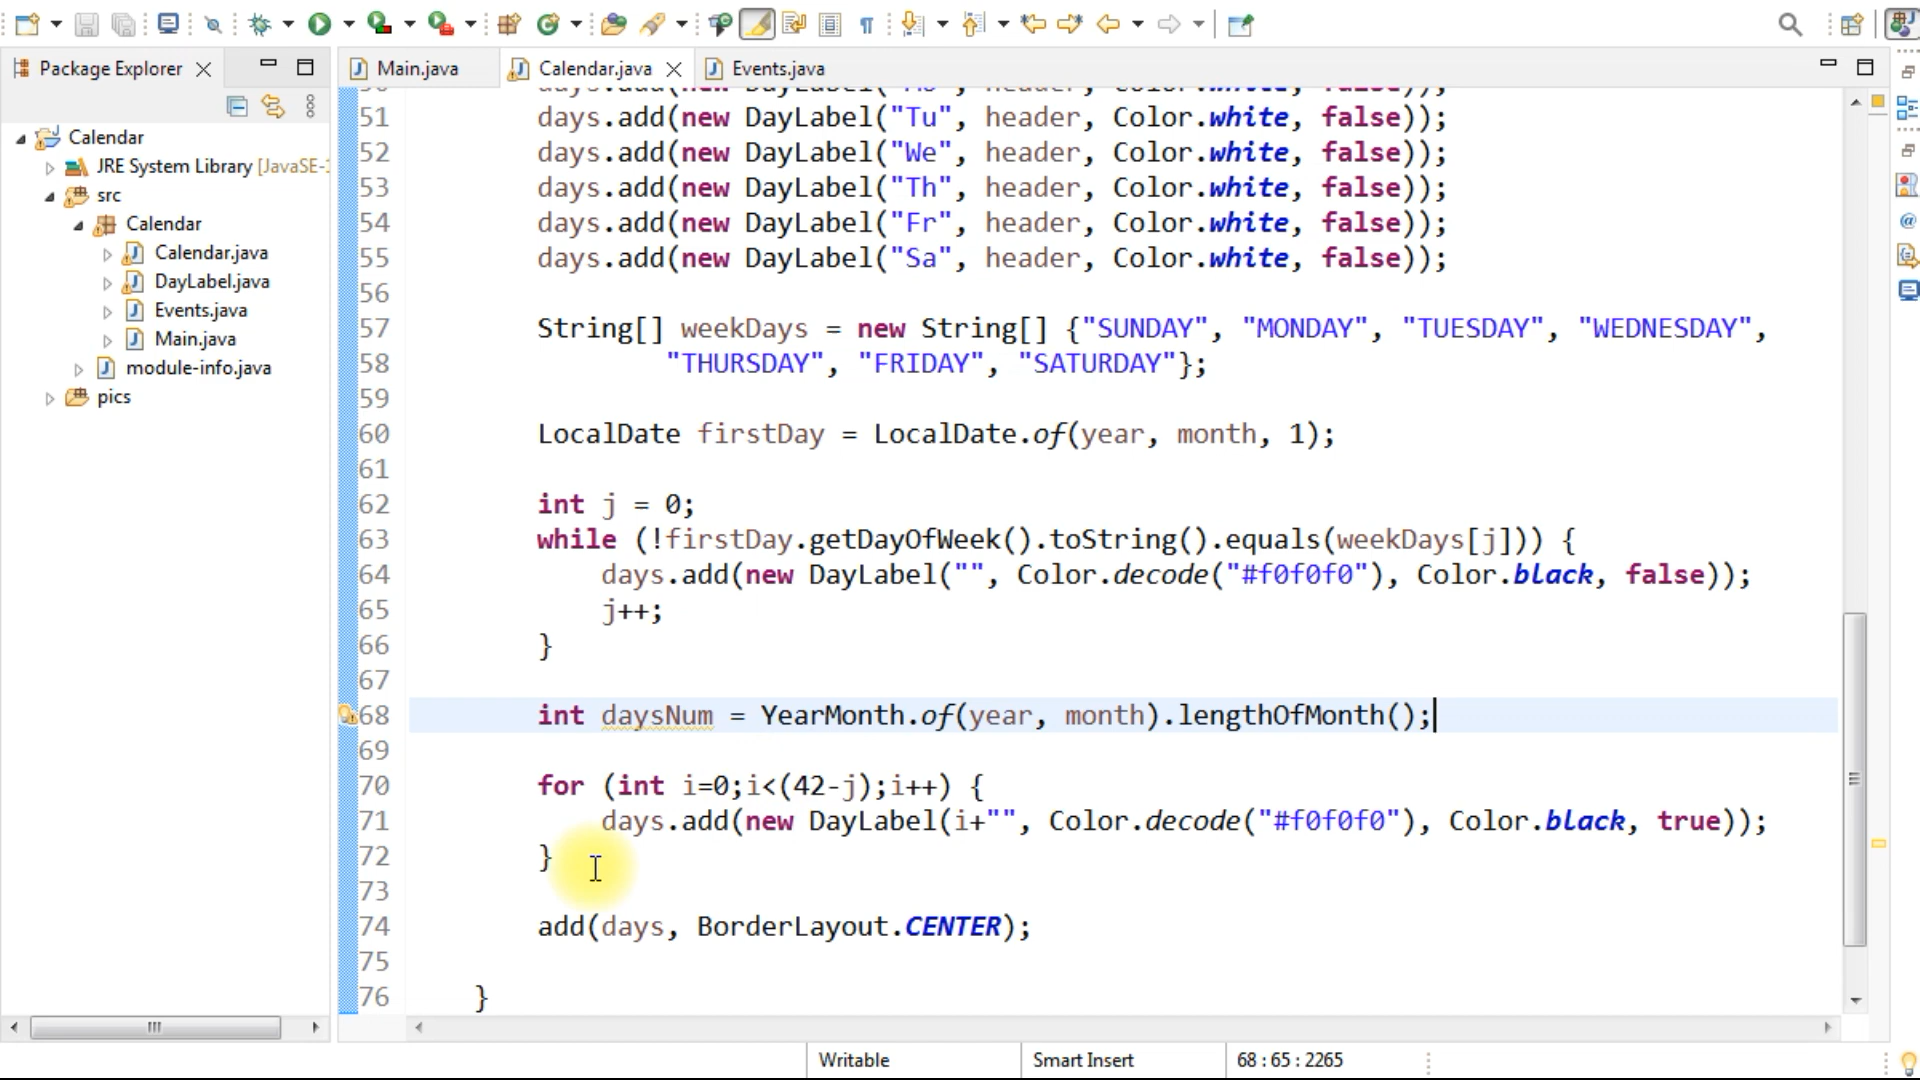 Package Explorer
Main.java
Calendar.java
Events.java
Calendar
JRE System Library [JavaSE-
src
Calendar
Calendar.java
DayLabel.java
Events.java
Main.java
module-info.java
pics
51 days.add(new DayLabel("Tu", header, Color.white, false));
52 days.add(new DayLabel("We", header, Color.white, false));
53 days.add(new DayLabel("Th", header, Color.white, false));
54 days.add(new DayLabel("Fr", header, Color.white, false));
55 days.add(new DayLabel("Sa", header, Color.white, false));
56
57 String[] weekDays = new String[] {"SUNDAY", "MONDAY", "TUESDAY", "WEDNESDAY",
58 "THURSDAY", "FRIDAY", "SATURDAY"};
59
60 LocalDate firstDay = LocalDate.of(year, month, 1);
61
62 int j = 0;
63 while (!firstDay.getDayOfWeek().toString().equals(weekDays[j])) {
64 days.add(new DayLabel("", Color.decode("#f0f0f0"), Color.black, false));
65 j++;
66 }
67
68 int daysNum = YearMonth.of(year, month).lengthOfMonth();
69
70 for (int i=0;i<(42-j);i++) {
71 days.add(new DayLabel(i+"", Color.decode("#f0f0f0"), Color.black, true));
72 }
73
74 add(days, BorderLayout.CENTER);
75
76 }
Writable
Smart Insert
68 : 65 : 2265